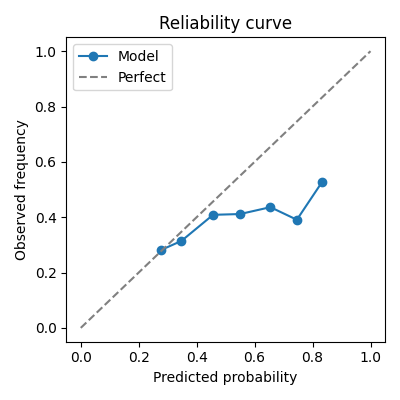 Reliability curve
Model
Perfect
Observed frequency
1.0
0.8
0.6
0.4
0.2
0.0
0.0 0.2 0.4 0.6 0.8 1.0
Predicted probability